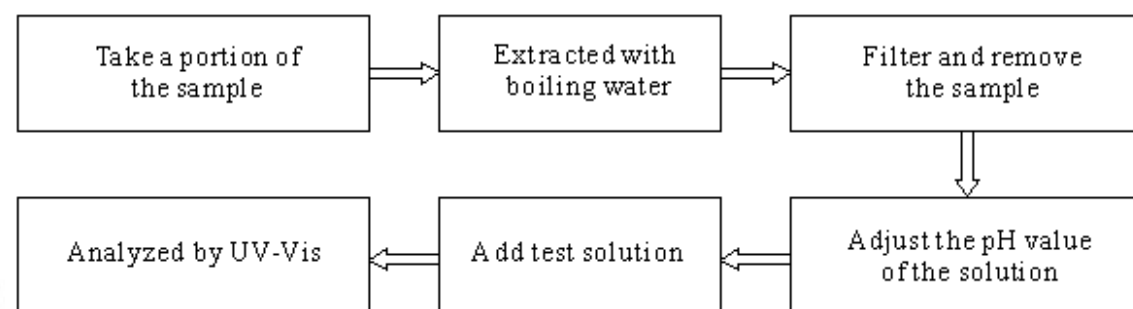 Take a portion of
the sample
Extracted with
boiling water
Filter and remove
the sample
Adjust the pH value
of the solution
Add test solution
Analyzed by UV-Vis